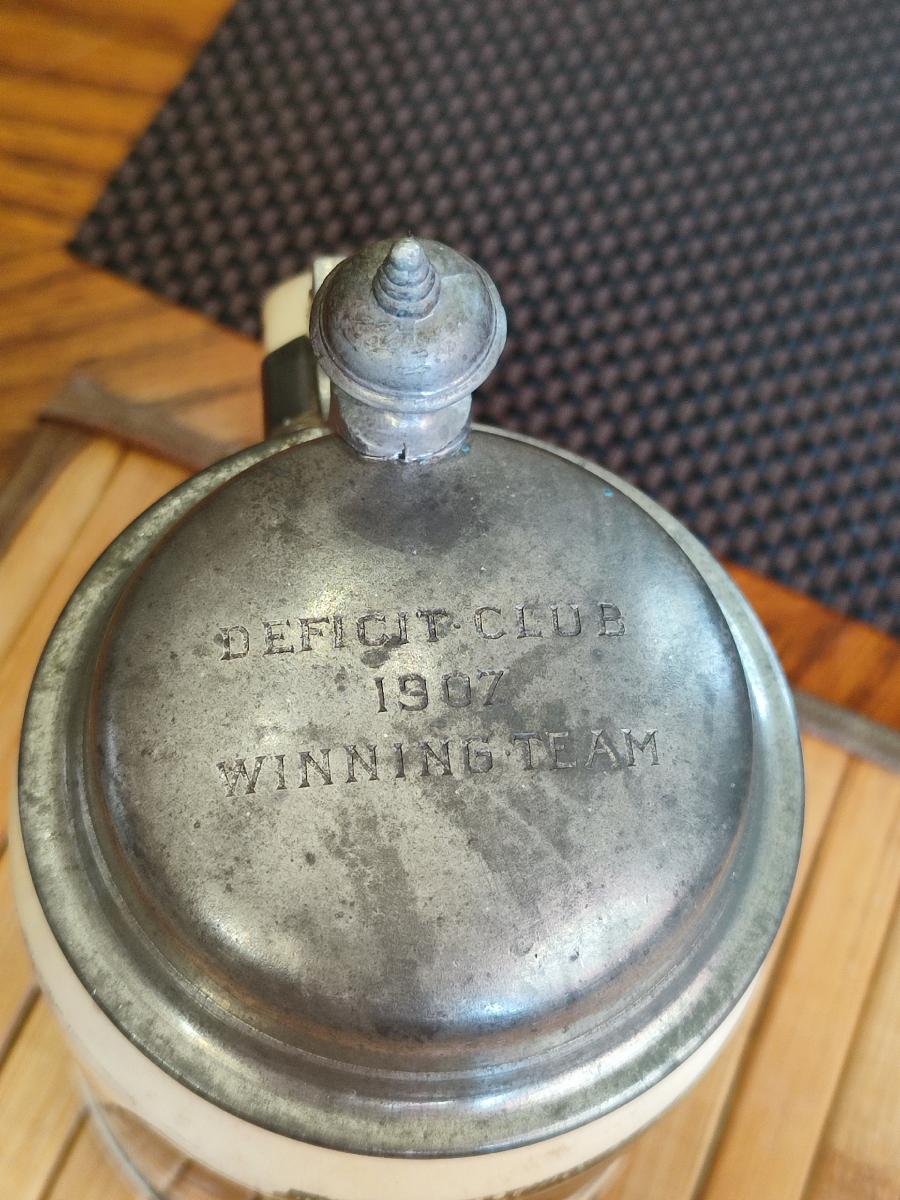 DEFICIT·CLUB
1907
WINNING·TEAM